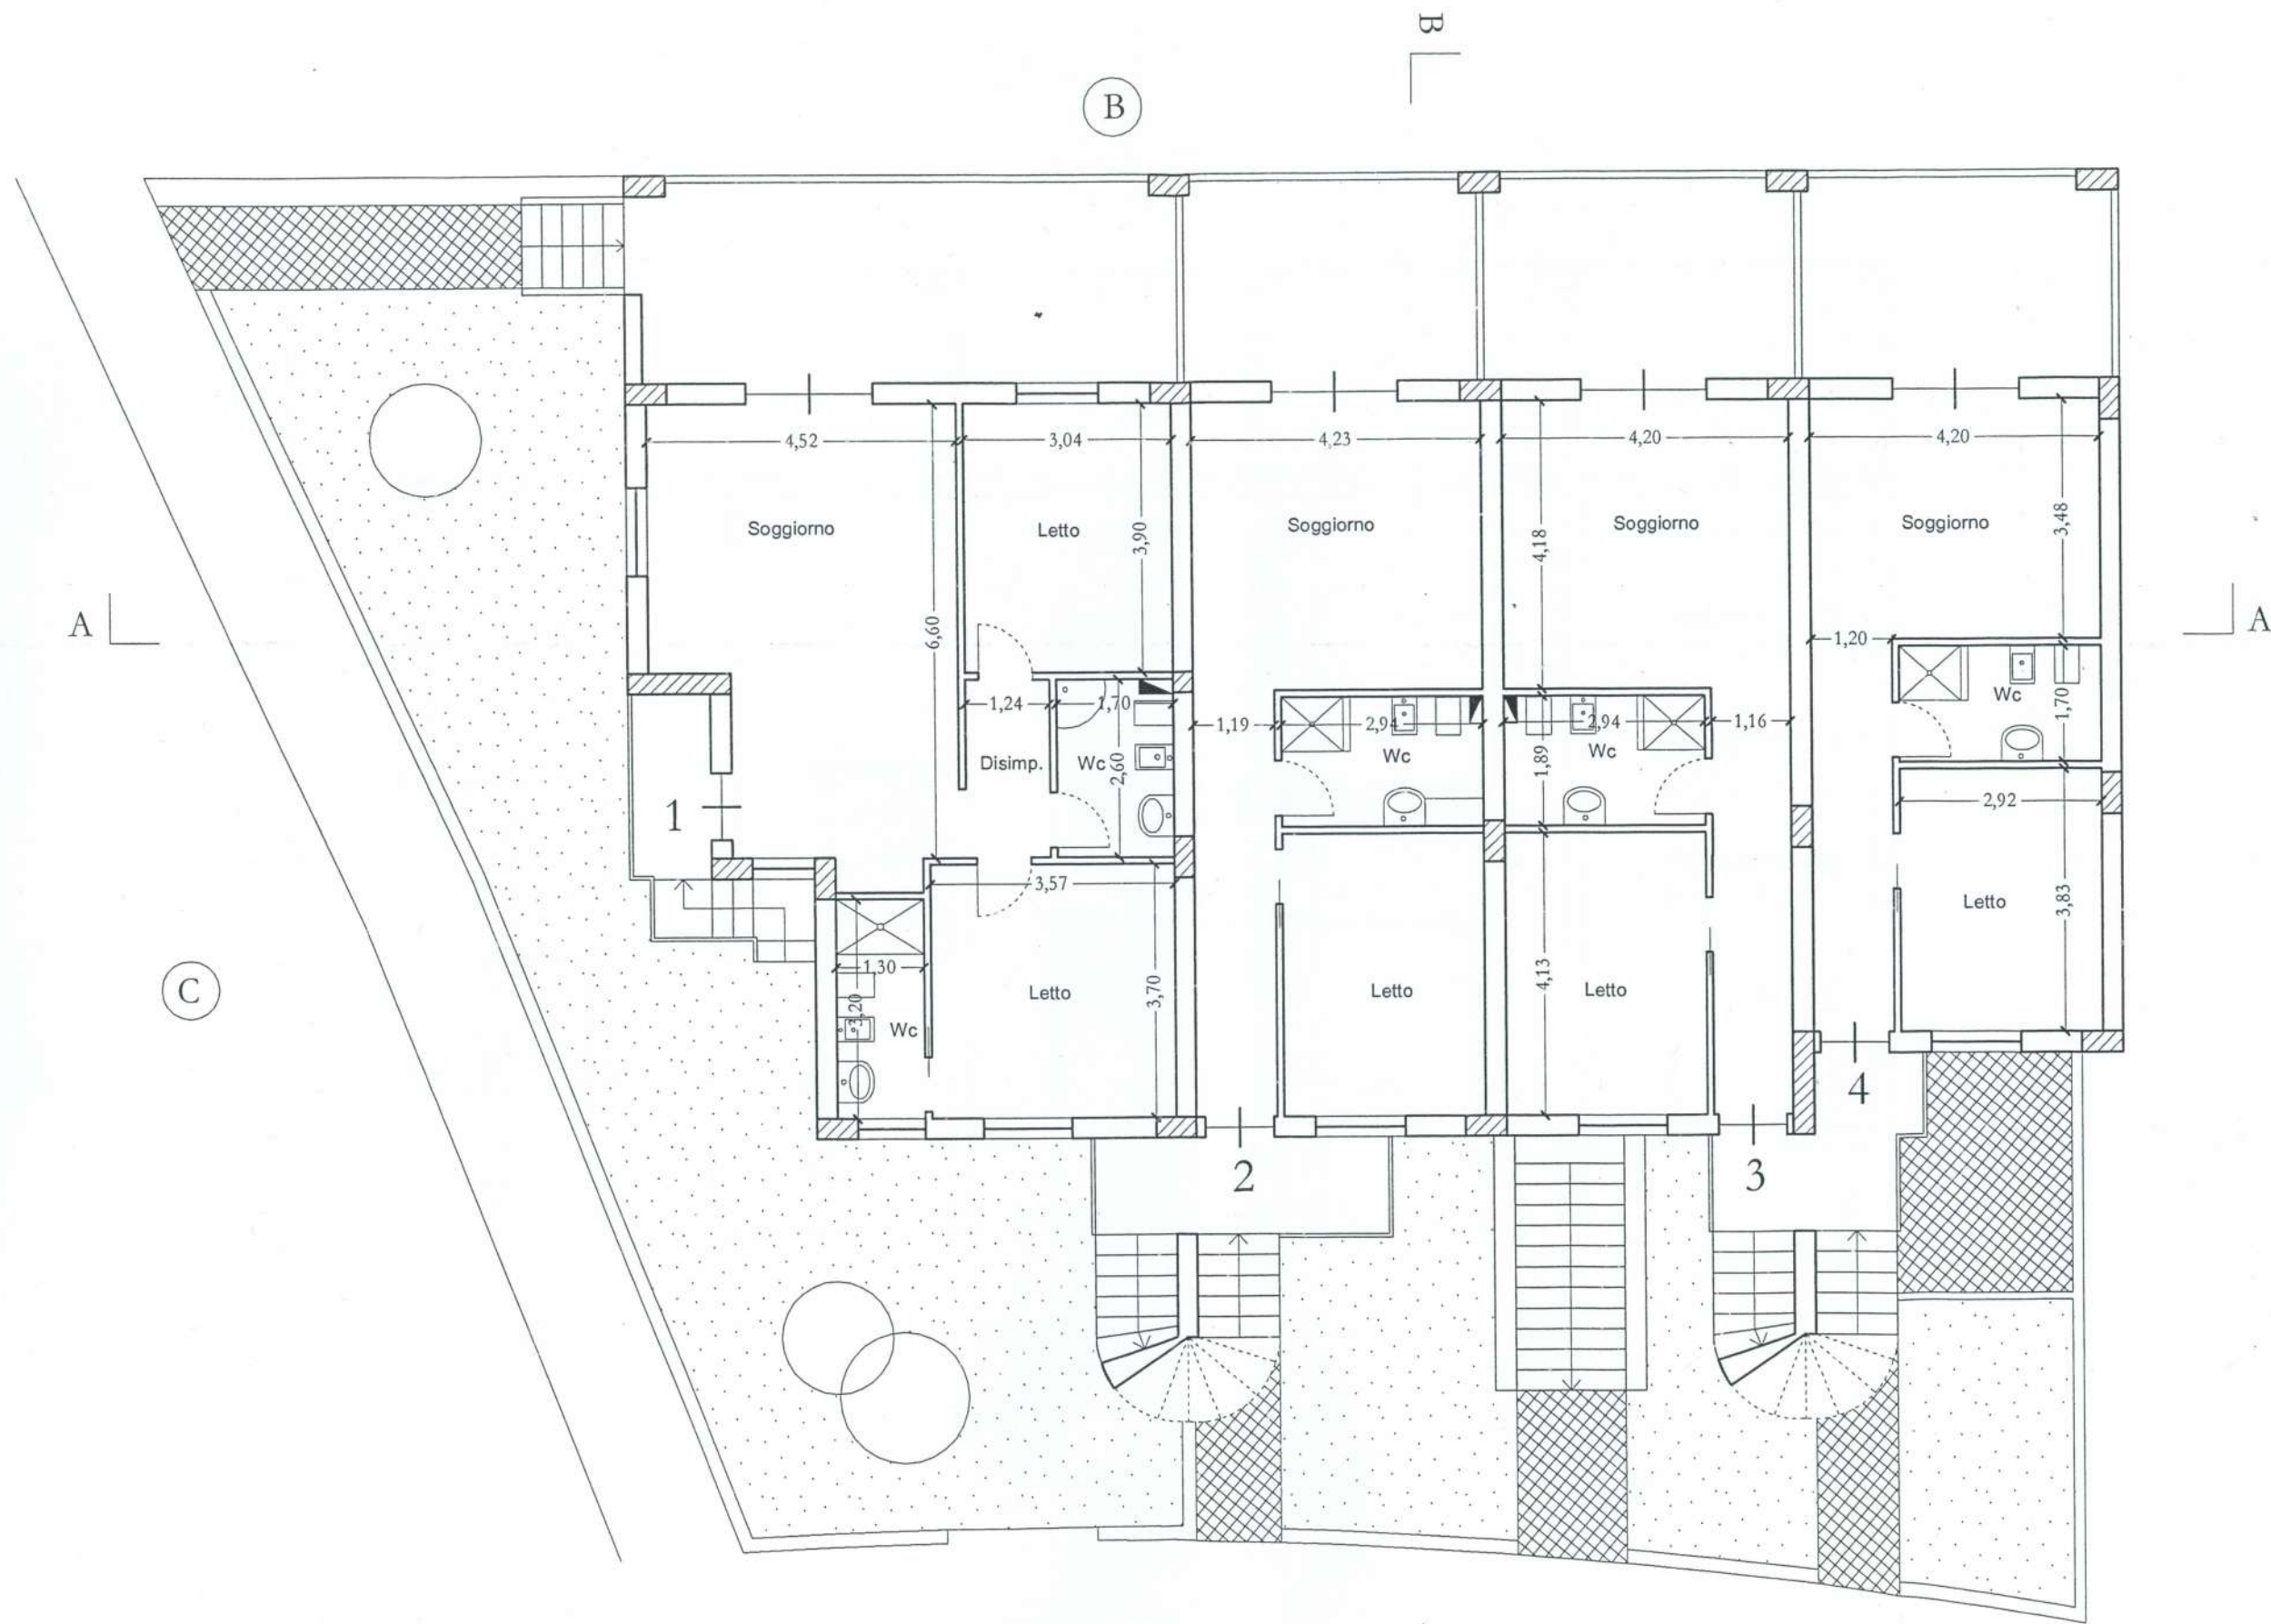 B
B
4,52
3,04
4,23
4,20
4,20
Soggiorno
Letto
3,90
Soggiorno
4,18
Soggiorno
Soggiorno
3,48
A
A
6,60
1,20
1,24
1,70
1,19
2,94
2,94
1,16
Wc
1,70
Disimp.
Wc
2,60
Wc
1,89
Wc
1
2,92
3,57
Letto
3,83
1,30
C
3,20
Wc
Letto
3,70
Letto
4,13
Letto
4
2
3